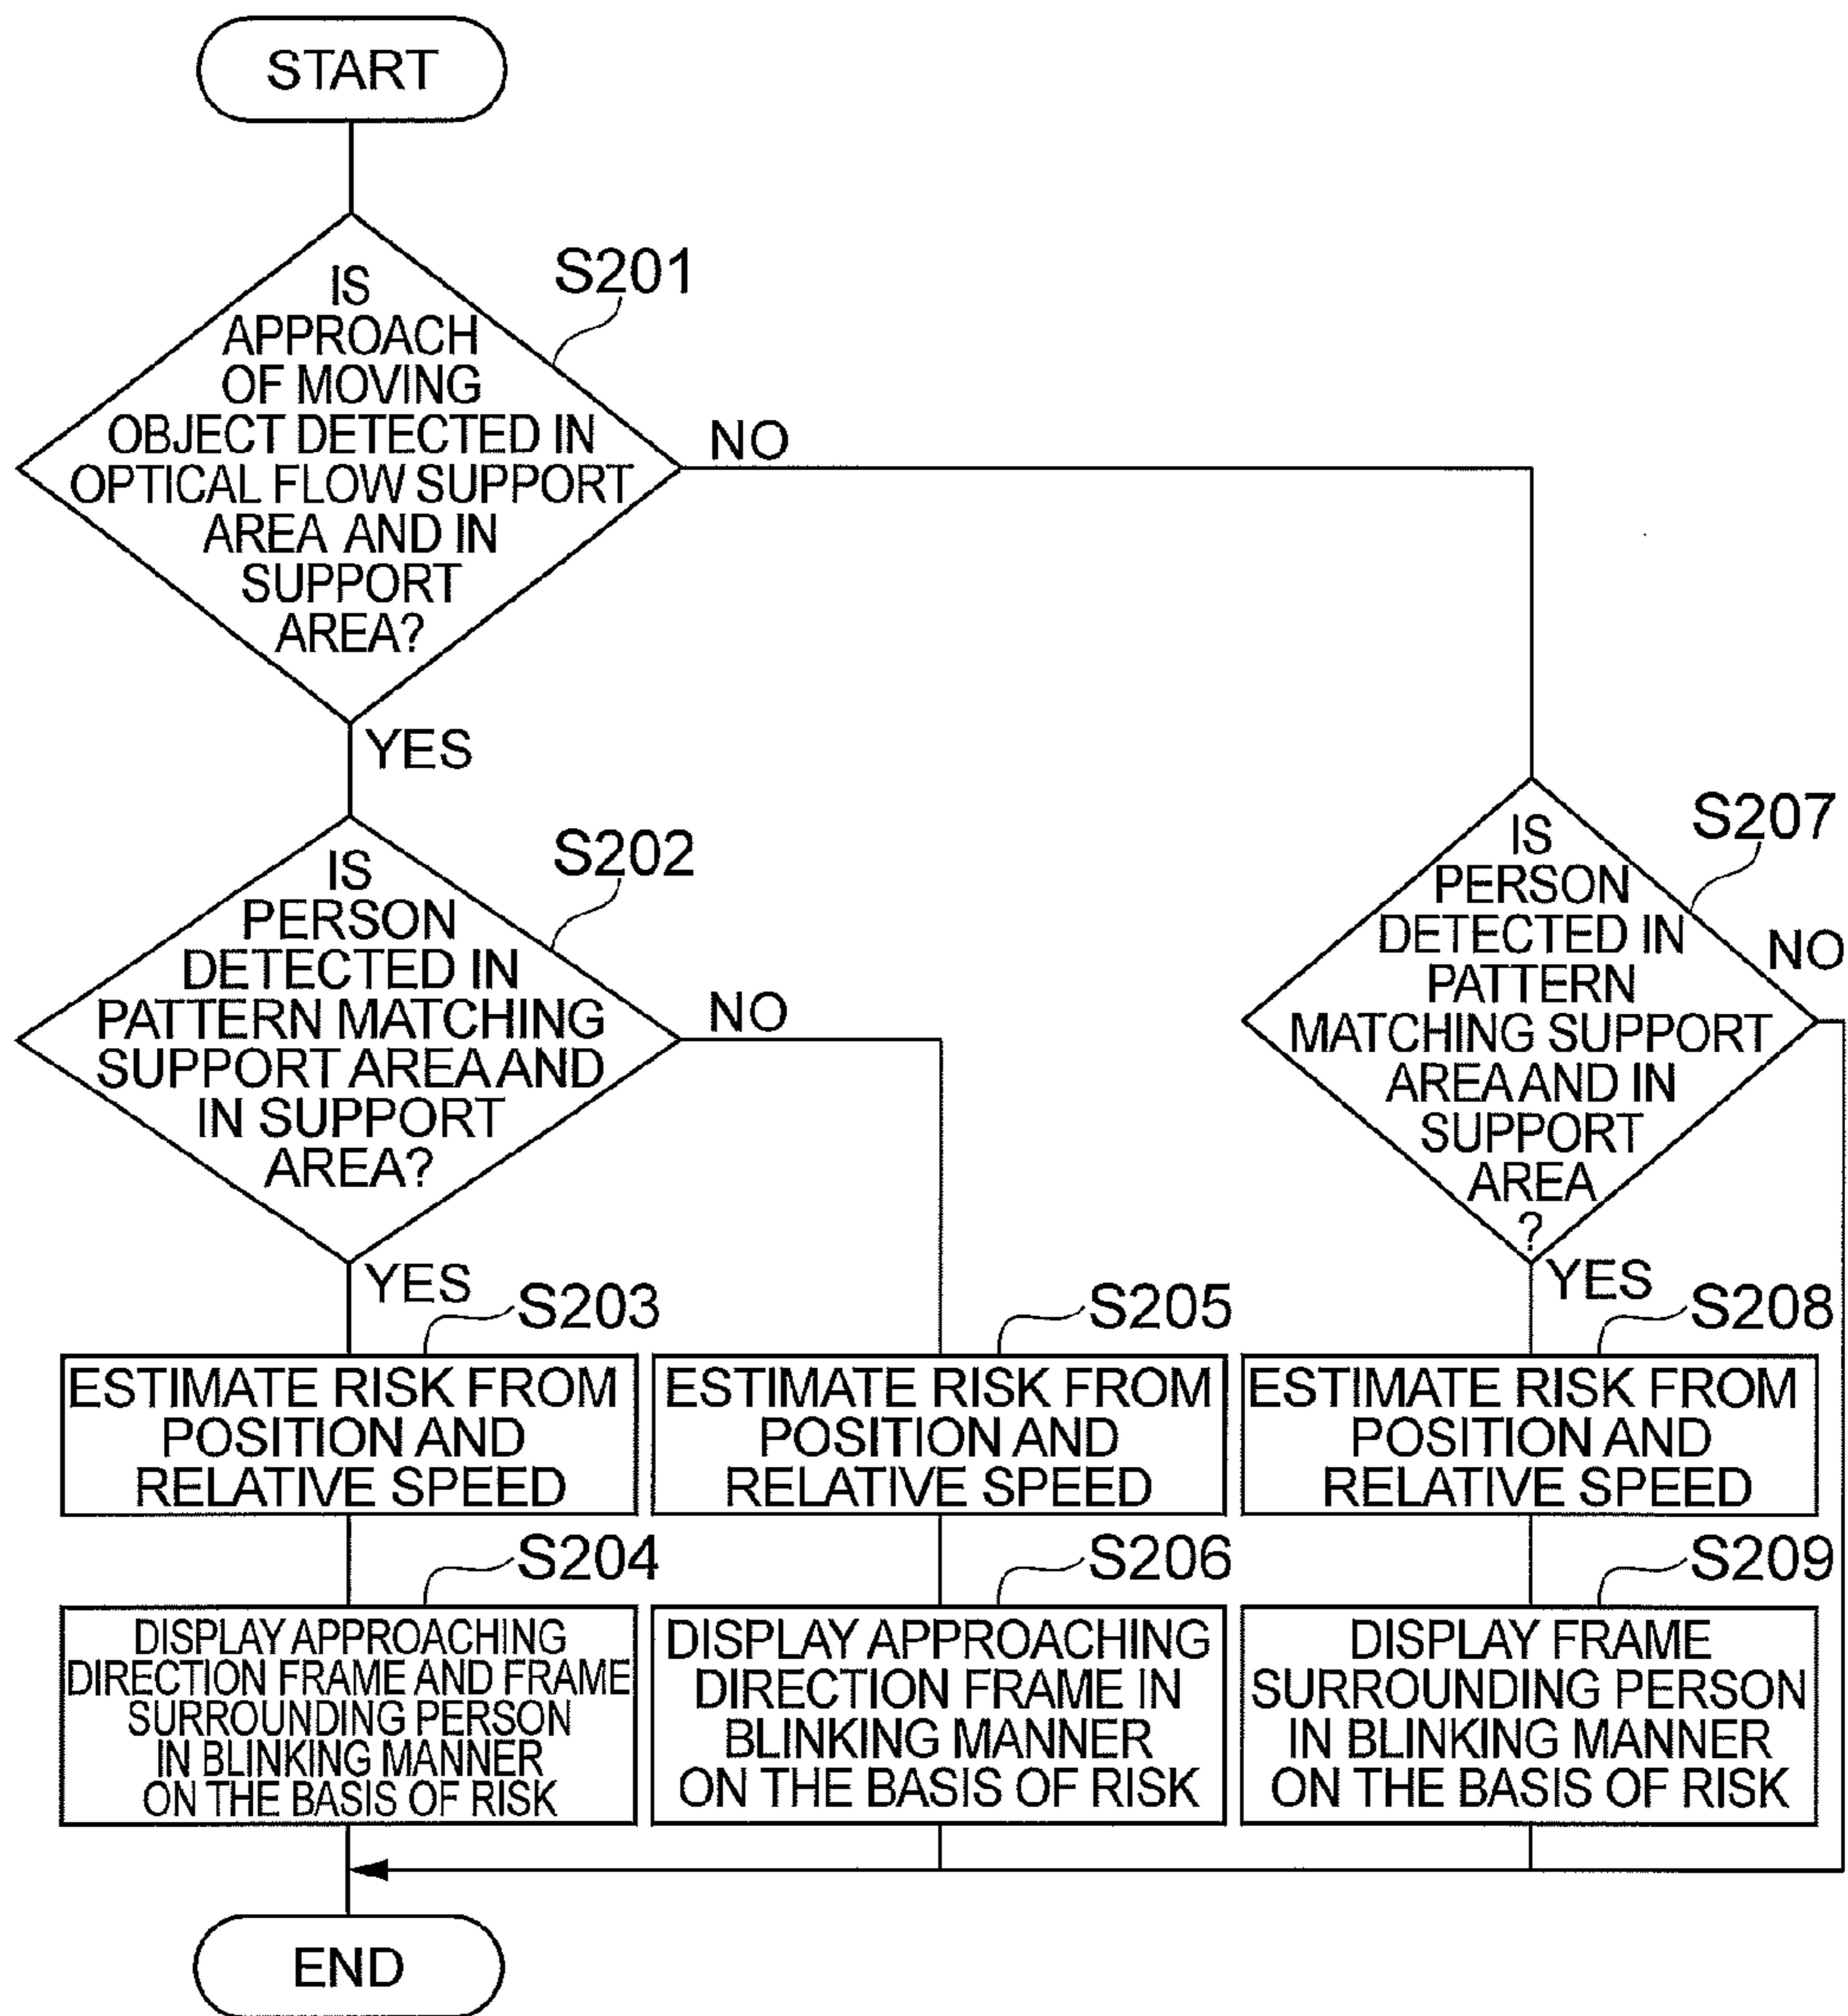 START
S201
IS
APPROACH
OF MOVING
OBJECT DETECTED IN
OPTICAL FLOW SUPPORT
AREA AND IN
SUPPORT
AREA?
NO
YES
S202
IS
PERSON
DETECTED IN
PATTERN MATCHING
SUPPORT AREA AND
IN SUPPORT
AREA?
NO
YES
S207
IS
PERSON
DETECTED IN
PATTERN
MATCHING SUPPORT
AREA AND IN
SUPPORT
AREA
?
NO
YES
S203
ESTIMATE RISK FROM
POSITION AND
RELATIVE SPEED
S205
ESTIMATE RISK FROM
POSITION AND
RELATIVE SPEED
S208
ESTIMATE RISK FROM
POSITION AND
RELATIVE SPEED
S204
DISPLAY APPROACHING
DIRECTION FRAME AND FRAME
SURROUNDING PERSON
IN BLINKING MANNER
ON THE BASIS OF RISK
S206
DISPLAY APPROACHING
DIRECTION FRAME IN
BLINKING MANNER
ON THE BASIS OF RISK
S209
DISPLAY FRAME
SURROUNDING PERSON
IN BLINKING MANNER
ON THE BASIS OF RISK
END